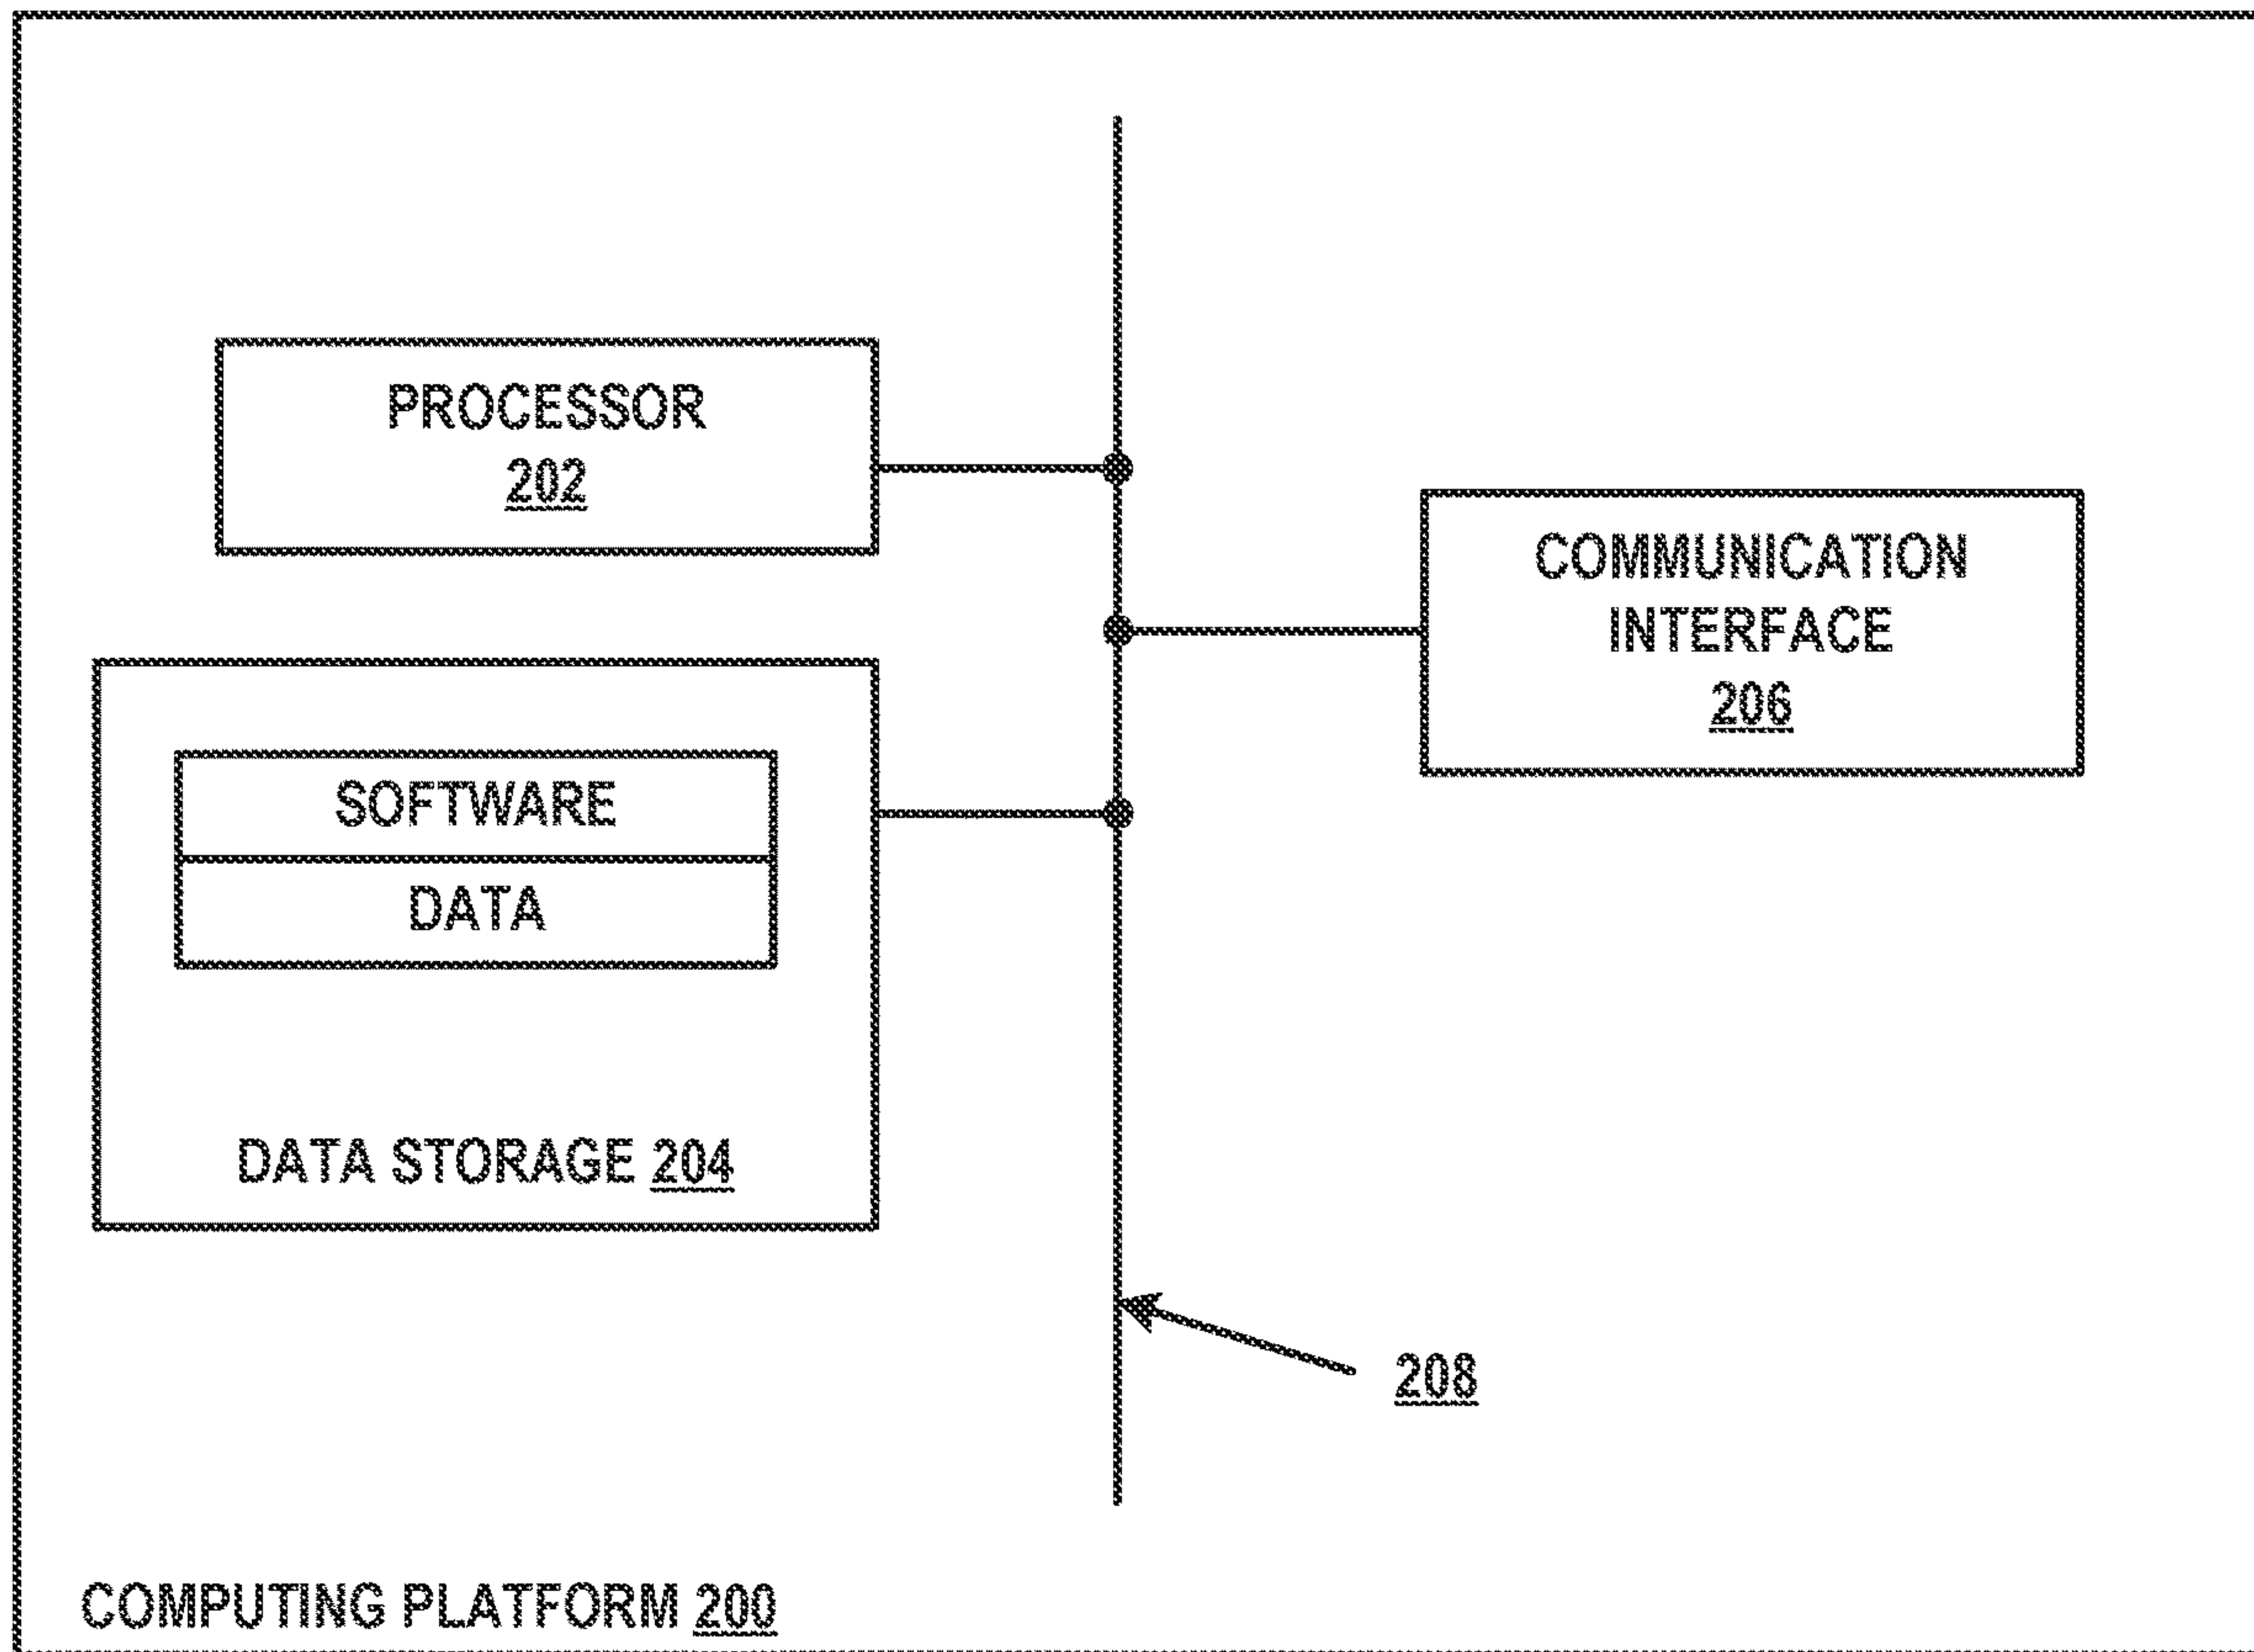 PROCESSOR
202
COMMUNICATION
INTERFACE
206
SOFTWARE
DATA
DATA STORAGE 204
208
COMPUTING PLATFORM 200